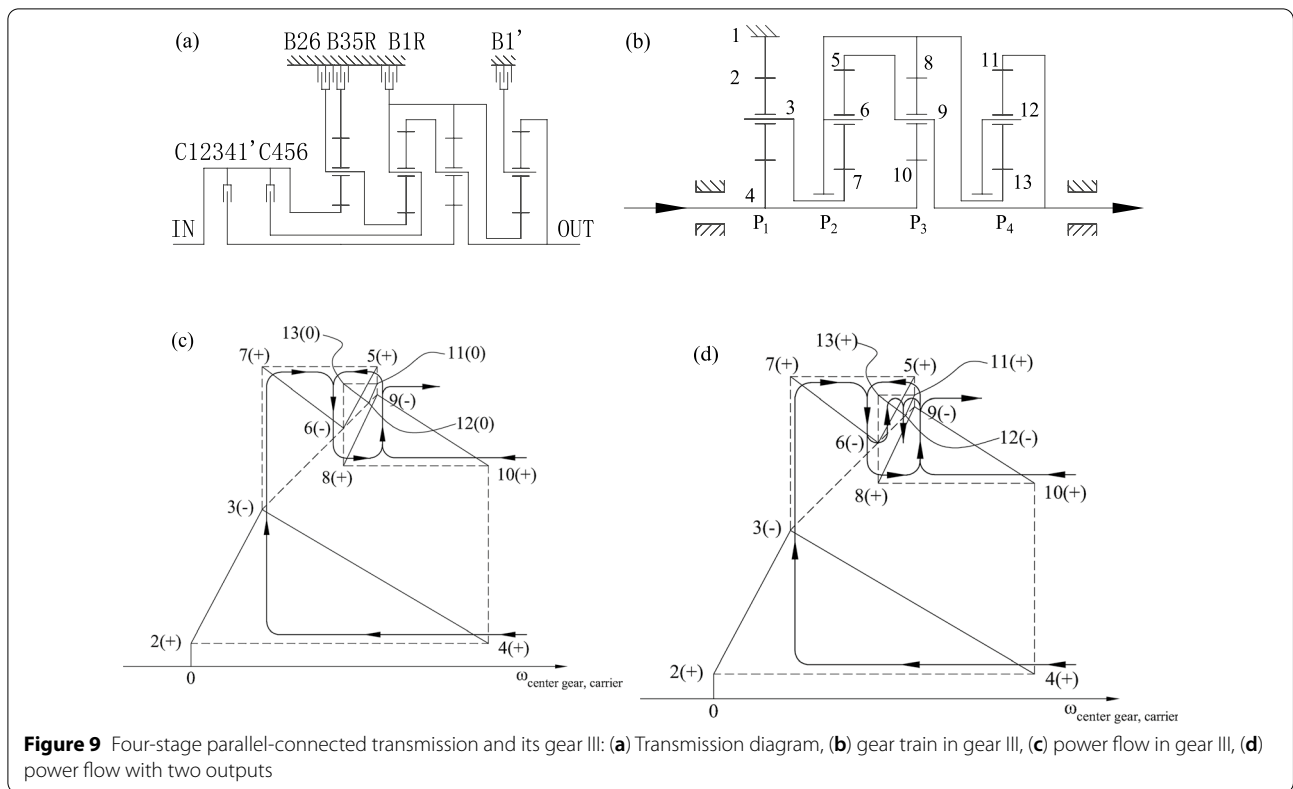 (a)
B26 B35R B1R B1'
C12341'C456
IN
OUT
(b)
1
2
3
4
5
6
7
8
9
10
11
12
13
P1
P2
P3
P4
(c)
13(0)
7(+)
5(+)
11(0)
9(-)
6(-)
12(0)
8(+)
10(+)
3(-)
2(+)
4(+)
0
ωcenter gear, carrier
(d)
13(+)
7(+)
5(+)
11(+)
9(-)
6(-)
12(-)
8(+)
10(+)
3(-)
2(+)
4(+)
0
ωcenter gear, carrier
Figure 9 Four-stage parallel-connected transmission and its gear III: (a) Transmission diagram, (b) gear train in gear III, (c) power flow in gear III, (d)
power flow with two outputs